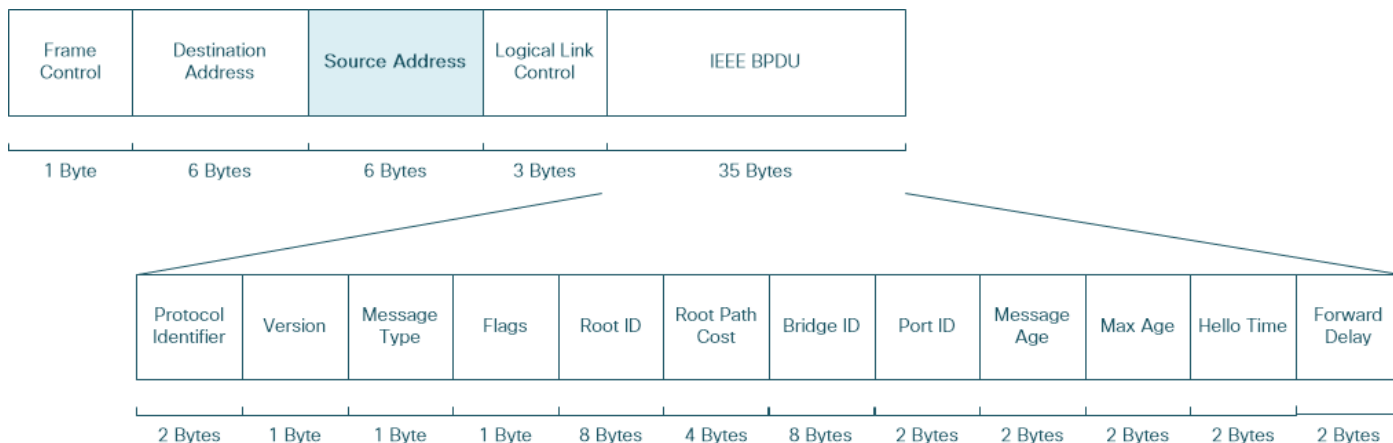 Frame
Control
Destination
Address
Source Address
Logical Link
Control
IEEE BPDU
1 Byte
6 Bytes
6 Bytes
3 Bytes
35 Bytes
Protocol
Identifier
Version
Message
Type
Flags
Root ID
Root Path
Cost
Bridge ID
Port ID
Message
Age
Max Age
Hello Time
Forward
Delay
2 Bytes
1 Byte
1 Byte
1 Byte
8 Bytes
4 Bytes
8 Bytes
2 Bytes
2 Bytes
2 Bytes
2 Bytes
2 Bytes